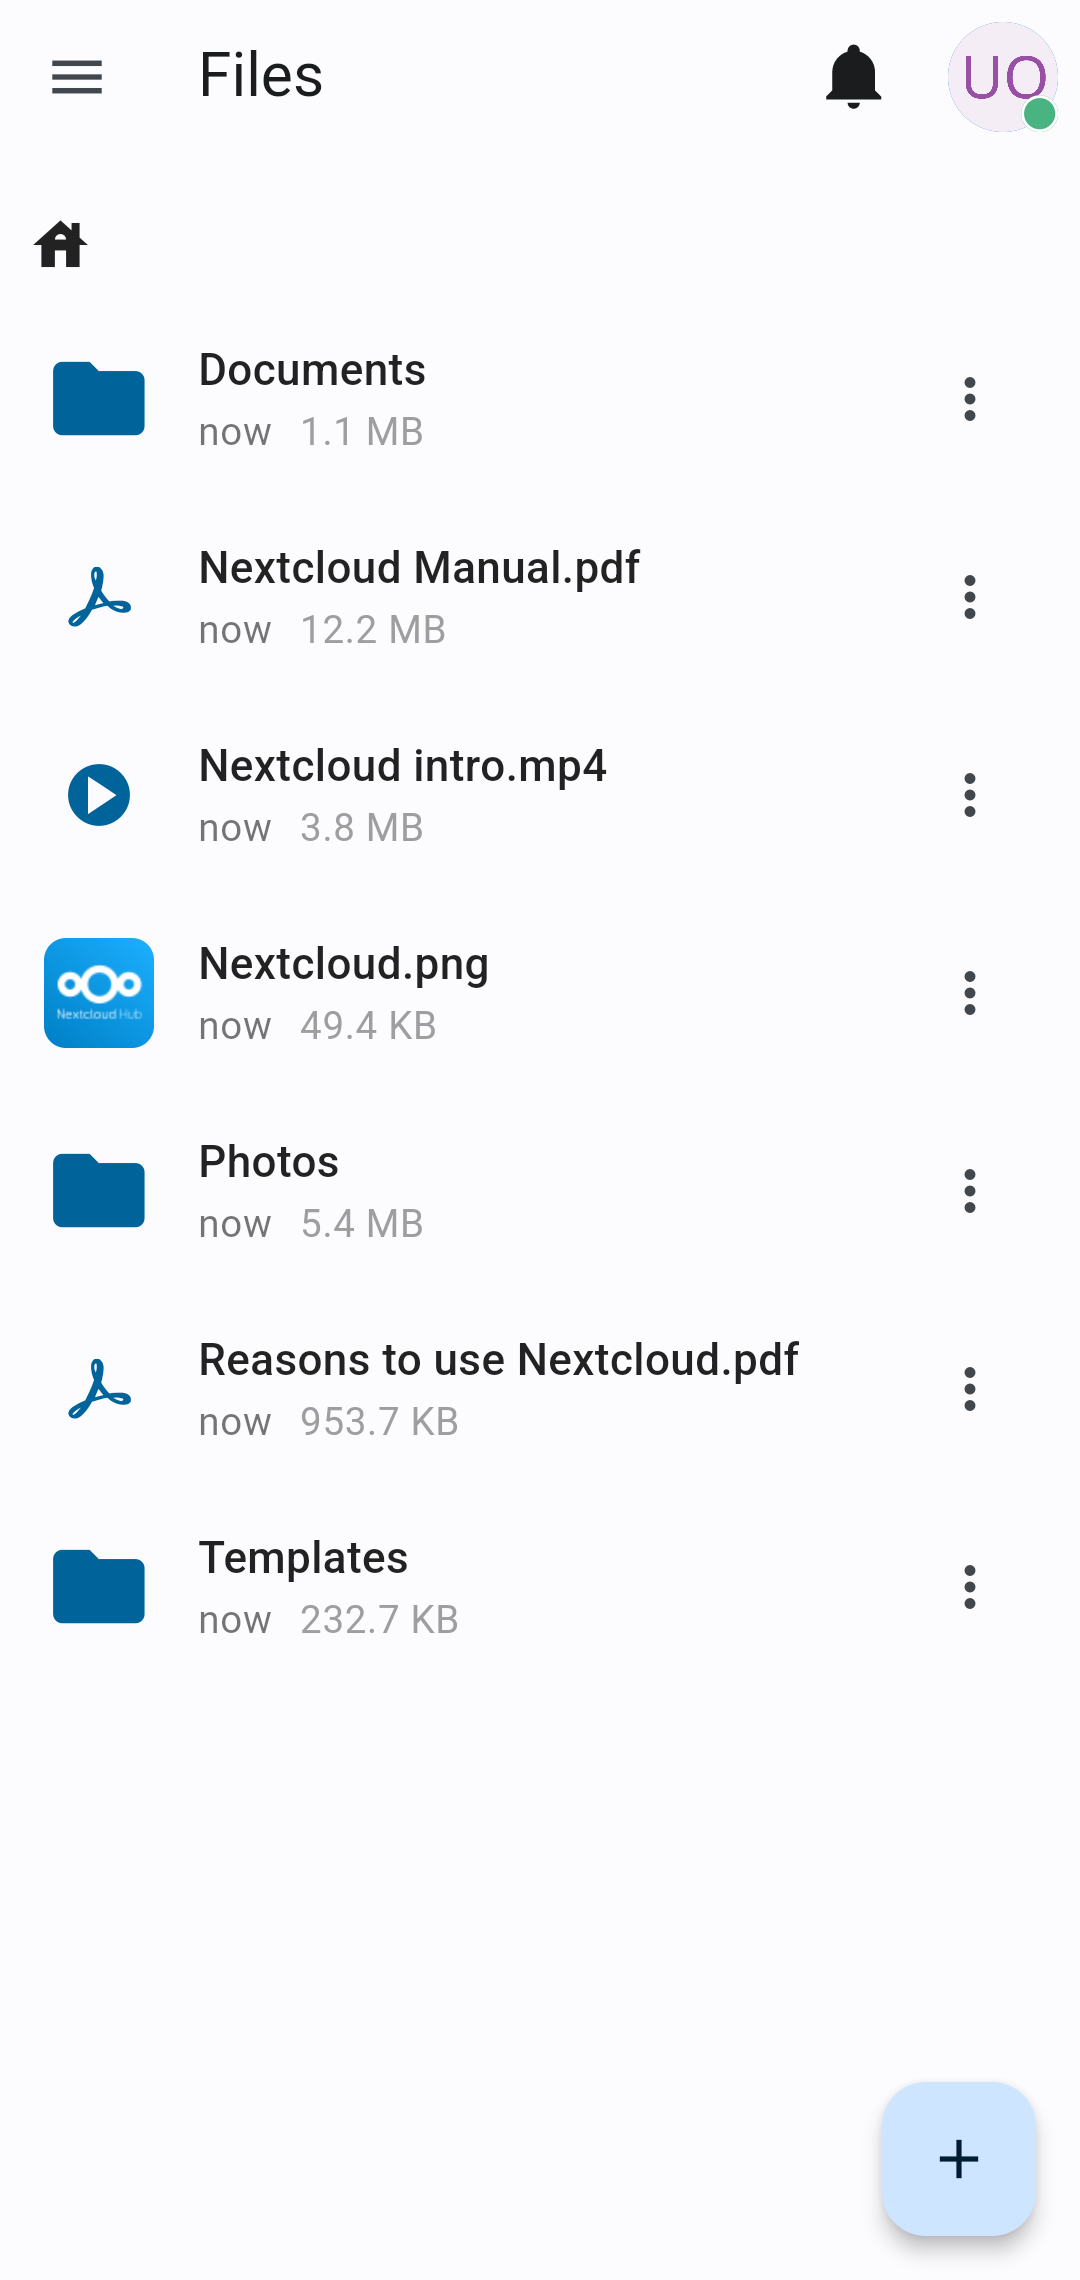 Files
UO
Documents
now 1.1 MB
Nextcloud Manual.pdf
now 12.2 MB
Nextcloud intro.mp4
now 3.8 MB
Nextcloud Hub
Nextcloud.png
now 49.4 KB
Photos
now 5.4 MB
Reasons to use Nextcloud.pdf
now 953.7 KB
Templates
now 232.7 KB